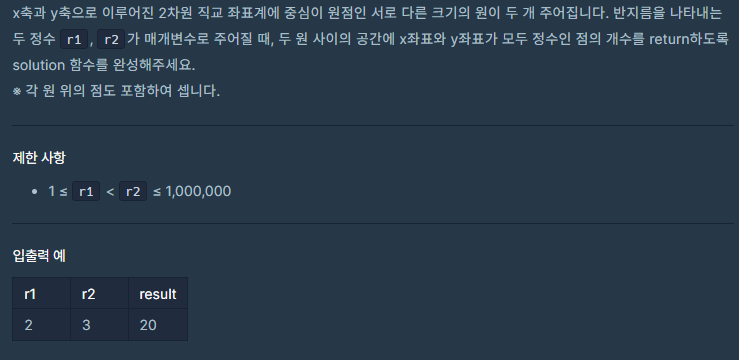 x축과 y축으로 이루어진 2차원 직교 좌표계에 중심이 원점인 서로 다른 크기의 원이 두 개 주어집니다. 반지름을 나타내는
두 정수 r1, r2가 매개변수로 주어질 때, 두 원 사이의 공간에 x좌표와 y좌표가 모두 정수인 점의 개수를 return하도록
solution 함수를 완성해주세요.
※ 각 원 위의 점도 포함하여 셉니다.
제한 사항
• 1 ≤ r1 < r2 ≤ 1,000,000
입출력 예
r1 r2 result
2 3 20